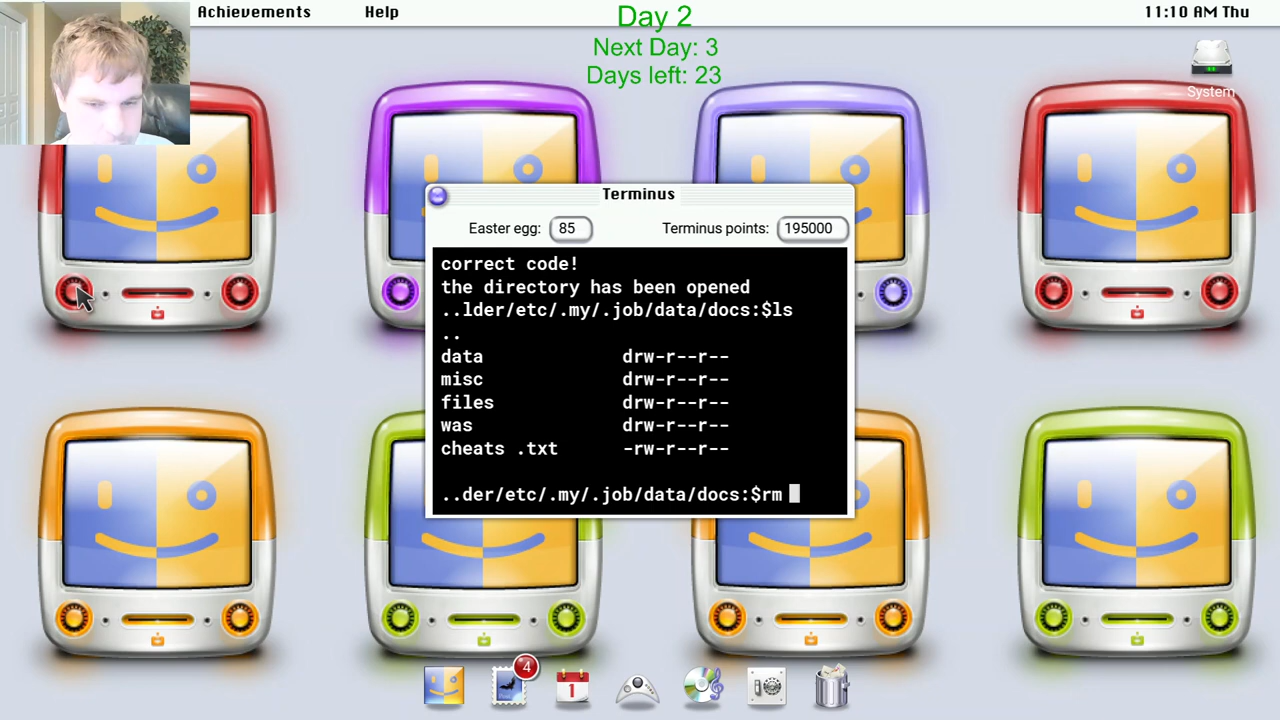 Achievements Help 11:10 AM Thu
Day 2
Next Day: 3
Days left: 23
System
Terminus
Easter egg: 85 Terminus points: 195000
correct code!
the directory has been opened
..lder/etc/.my/.job/data/docs:$ls
..
data drw-r--r--
misc drw-r--r--
files drw-r--r--
was drw-r--r--
cheats .txt -rw-r--r--
..der/etc/.my/.job/data/docs:$rm
4
1